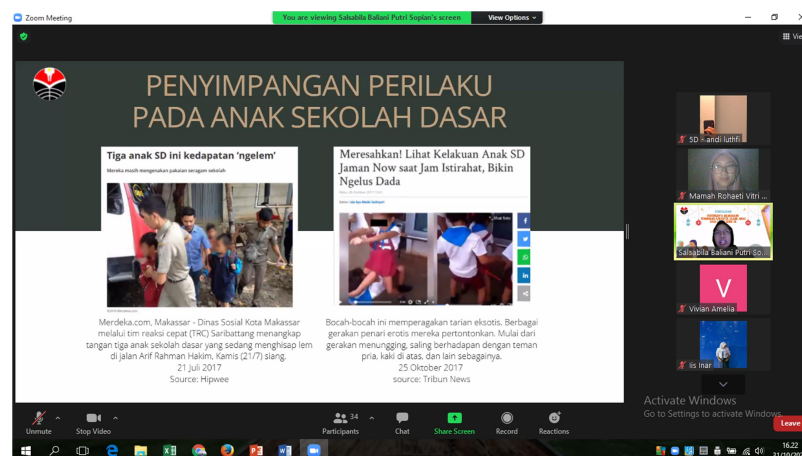 Zoom Meeting
You are viewing Salsabila Baliani Putri Sopian's screen
View Options
PENYIMPANGAN PERILAKU
PADA ANAK SEKOLAH DASAR
Tiga anak SD ini kedapatan 'ngelem'
Mereka masih mengenakan pakaian seragam sekolah
Merdeka.com, Makassar - Dinas Sosial Kota Makassar
melalui tim reaksi cepat (TRC) Saribattang menangkap
tangan tiga anak sekolah dasar yang sedang menghisap lem
di jalan Arif Rahman Hakim, Kamis (21/7) siang.
21 Juli 2017
Source: Hipwee
Meresahkan! Lihat Kelakuan Anak SD
Jaman Now saat Jam Istirahat, Bikin
Ngelus Dada
Bocah-bocah ini memperagakan tarian eksotis. Berbagai
gerakan penari erotis mereka pertontonkan. Mulai dari
gerakan menungging, saling berhadapan dengan teman
pria, kaki di atas, dan lain sebagainya.
25 Oktober 2017
source: Tribun News
5D - andi luthfi
Mamah Rohaeti Vitri ...
Salsabila Baliani Putri So...
V
Vivian Amelia
Iis Inar
Activate Windows
Go to Settings to activate Windows.
Unmute
Stop Video
34
Participants
Chat
Share Screen
Record
Reactions
Leave
16.22